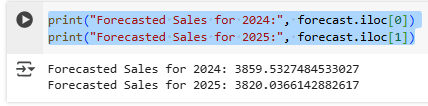 print("Forecasted Sales for 2024:", forecast.iloc[0])
print("Forecasted Sales for 2025:", forecast.iloc[1])
Forecasted Sales for 2024: 3859.5327484533027
Forecasted Sales for 2025: 3820.0366142882617